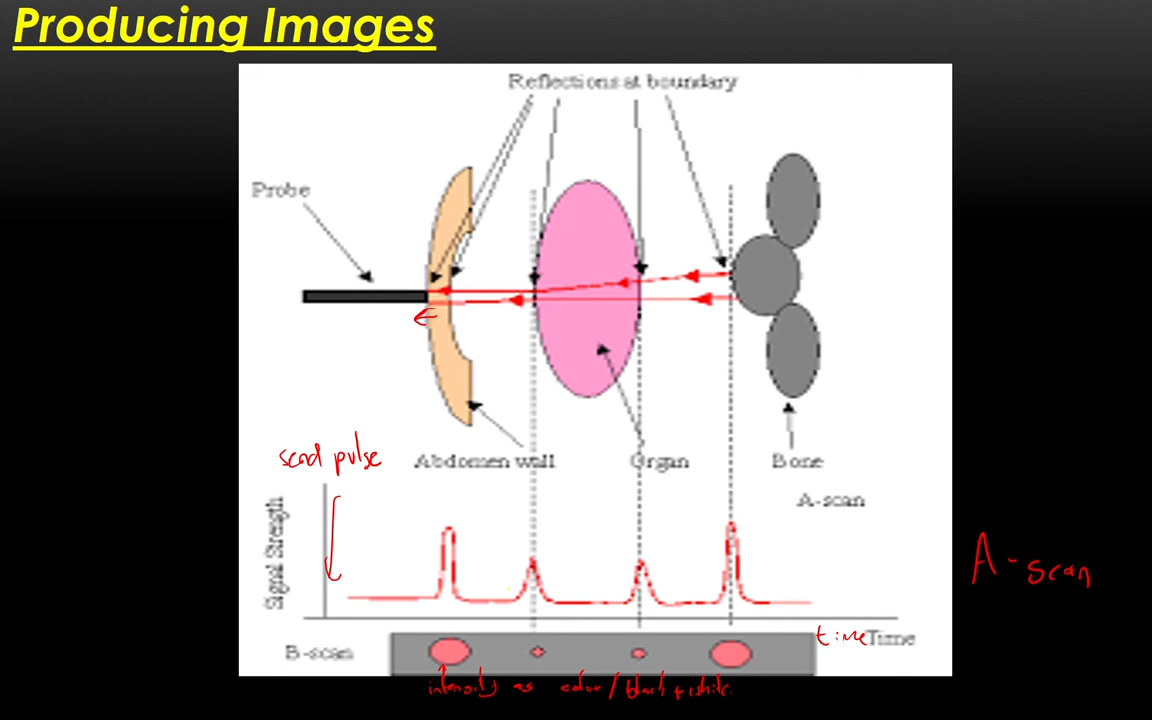 Producing Images
Reflections at boundary
Probe
send pulse
Abdomen wall
Organ
Bone
A-scan
Signal Strength
A-scan
time
Time
B-scan
intensity as color/black + white.